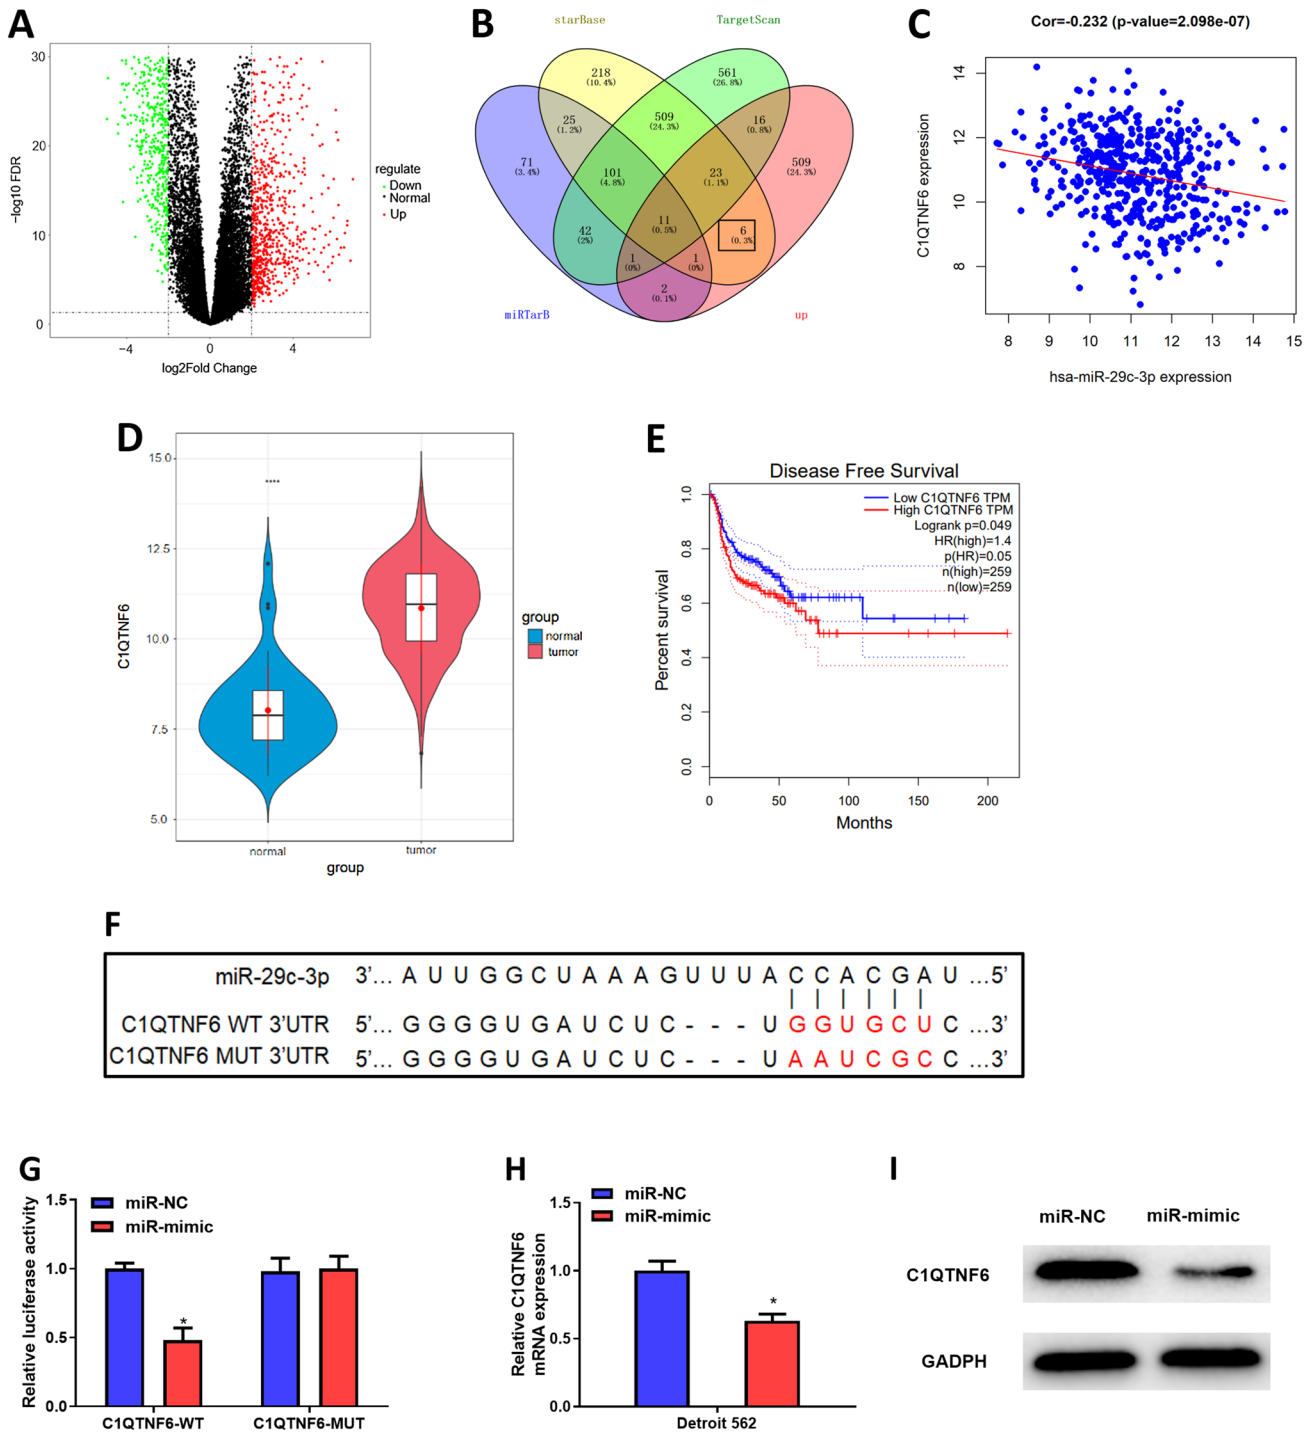 A
30
20
10
0
−log10 FDR
−4
0
4
log2Fold Change
regulate
Down
Normal
Up
B
starBase
TargetScan
miRTarB
up
218
(10.4%)
561
(26.8%)
25
(1.2%)
509
(24.3%)
16
(0.8%)
71
(3.4%)
101
(4.8%)
23
(1.1%)
509
(24.3%)
11
(0.5%)
42
(2%)
6
(0.3%
1
(0%)
1
(0%)
2
(0.1%)
C
Cor=-0.232 (p-value=2.098e-07)
C1QTNF6 expression
14
12
10
8
8 9 10 11 12 13 14 15
hsa-miR-29c-3p expression
D
C1QTNF6
15.0
12.5
10.0
7.5
5.0
****
normal
tumor
group
group
normal
tumor
E
Disease Free Survival
Low C1QTNF6 TPM
High C1QTNF6 TPM
Logrank p=0.049
HR(high)=1.4
p(HR)=0.05
n(high)=259
n(low)=259
Percent survival
1.0
0.8
0.6
0.4
0.2
0.0
0 50 100 150 200
Months
F
miR-29c-3p 3’... A U U G G C U A A A G U U U A C C A C G A U ...5’
C1QTNF6 WT 3’UTR 5’... G G G G U G A U C U C - - - U G G U G C U C ...3’
C1QTNF6 MUT 3’UTR 5’... G G G G U G A U C U C - - - U A A U C G C C ...3’
G
Relative luciferase activity
1.5
1.0
0.5
0.0
miR-NC
miR-mimic
*
C1QTNF6-WT
C1QTNF6-MUT
H
Relative C1QTNF6
mRNA expression
1.5
1.0
0.5
0.0
miR-NC
miR-mimic
*
Detroit 562
I
miR-NC
miR-mimic
C1QTNF6
GADPH